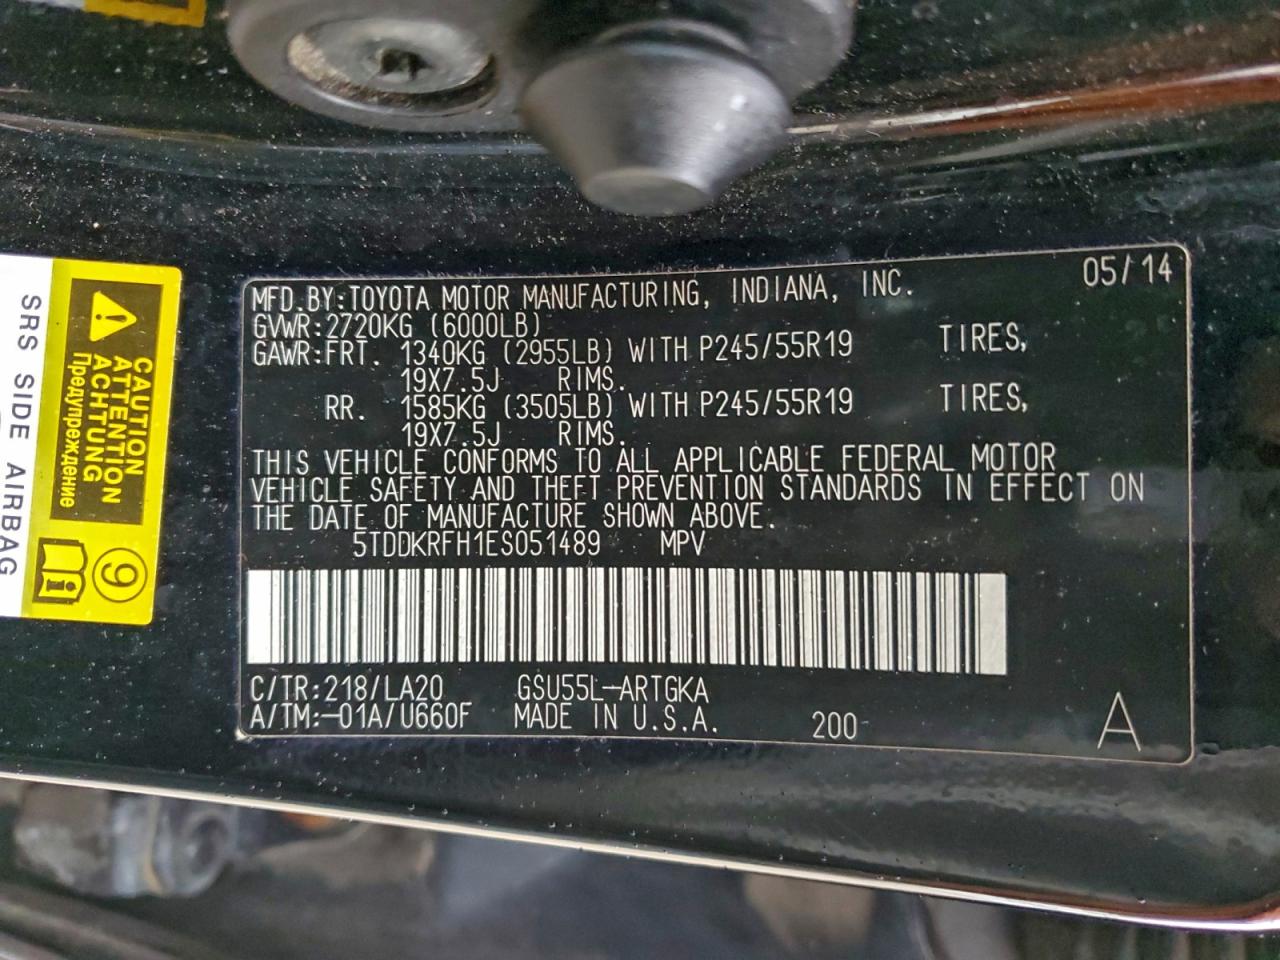 MFD.BY:TOYOTA MOTOR MANUFACTURING, INDIANA, INC. 05/14
GVWR:2720KG (6000LB)
GAWR:FRT. 1340KG (2955LB) WITH P245/55R19 TIRES,
19X7.5J RIMS.
RR. 1585KG (3505LB) WITH P245/55R19 TIRES,
19X7.5J RIMS.
THIS VEHICLE CONFORMS TO ALL APPLICABLE FEDERAL MOTOR
VEHICLE SAFETY AND THEFT PREVENTION STANDARDS IN EFFECT ON
THE DATE OF MANUFACTURE SHOWN ABOVE.
5TDDKRFH1ES051489 MPV
C/TR:218/LA20 GSU55L-ARTGKA
A/TM:-01A/U660F MADE IN U.S.A. 200 A
CAUTION
ATTENTION
ACHTUNG
Предупреждение
9
i
SRS SIDE AIRBAG